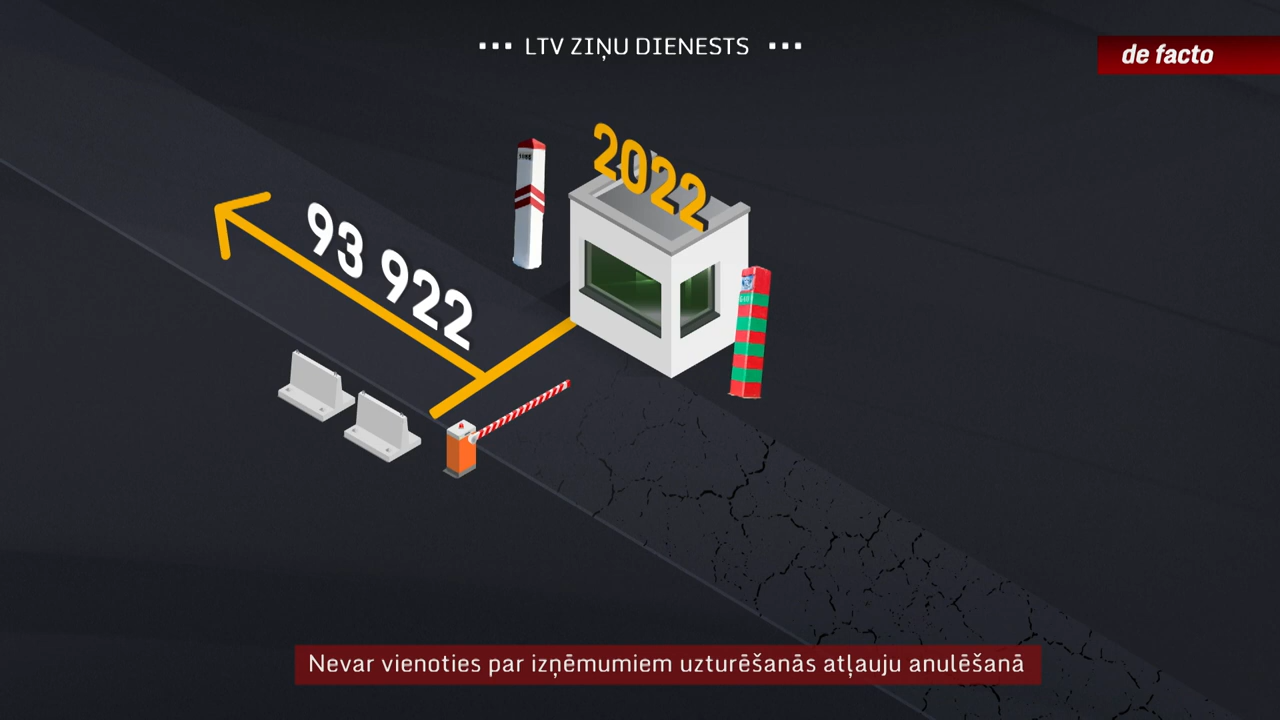 LTV ZIŅU DIENESTS
de facto
2022
93 922
Nevar vienoties par izņēmumiem uzturēšanās atļauju anulēšanā